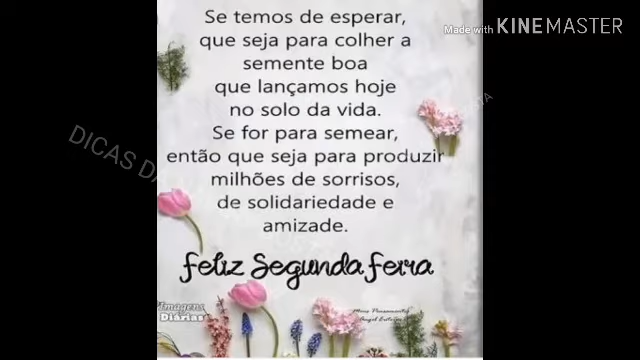 Made with KINEMASTER
Se temos de esperar,
que seja para colher a
semente boa
que lançamos hoje
no solo da vida.
Se for para semear,
então que seja para produzir
milhões de sorrisos,
de solidariedade e
amizade.
feliz Segunda feira
Imagens
Diárias
DICAS DA